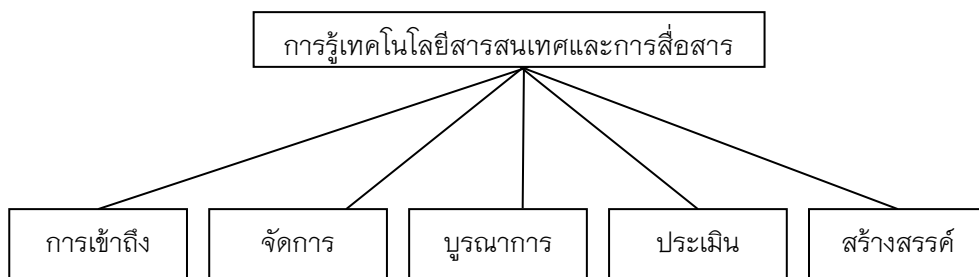 การรู้เทคโนโลยีสารสนเทศและการสื่อสาร
การเข้าถึง
จัดการ
บูรณาการ
ประเมิน
สร้างสรรค์